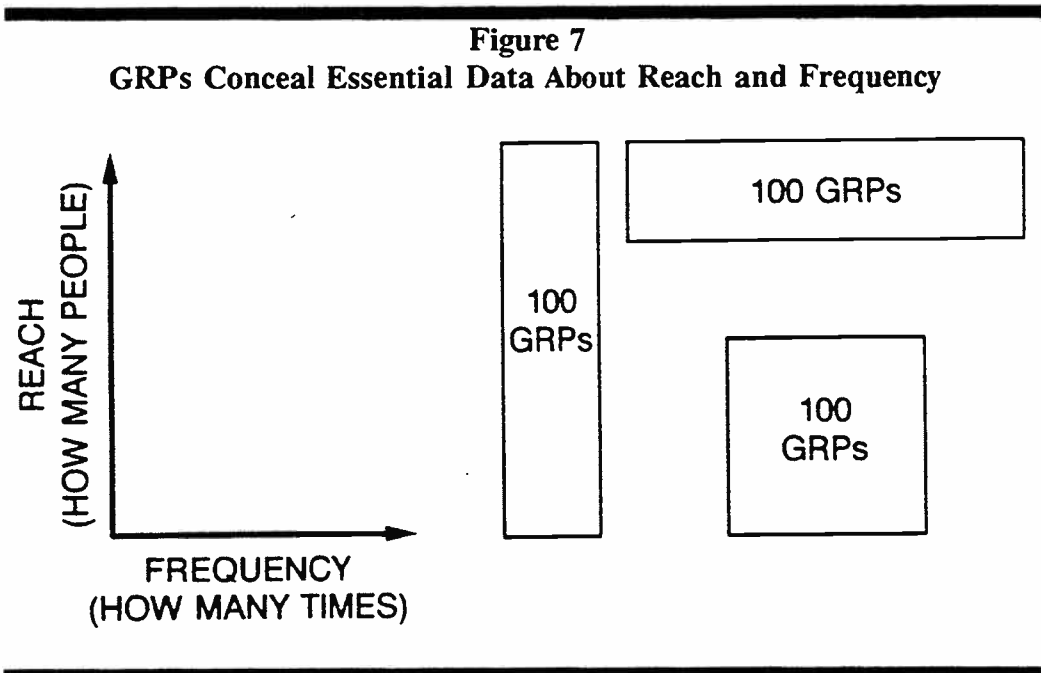 Figure 7
GRPs Conceal Essential Data About Reach and Frequency
REACH
(HOW MANY PEOPLE)
FREQUENCY
(HOW MANY TIMES)
100
GRPs
100 GRPs
100
GRPs